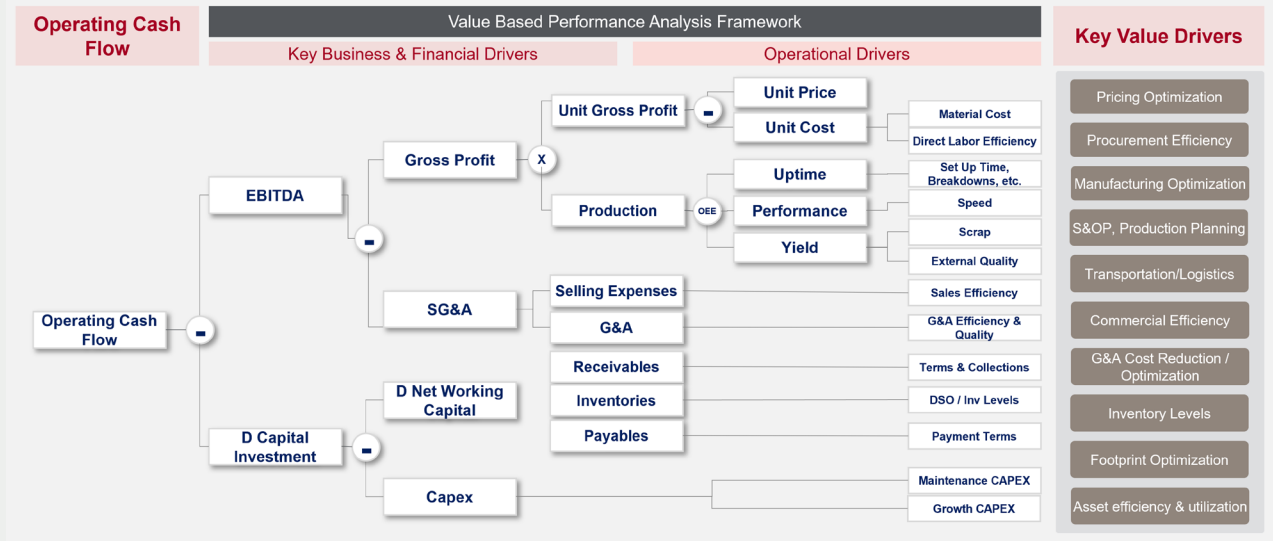 Operating Cash
Flow
Value Based Performance Analysis Framework
Key Business & Financial Drivers
Operational Drivers
Key Value Drivers
Operating Cash
Flow
-
EBITDA
D Capital
Investment
-
-
Gross Profit
SG&A
D Net Working
Capital
Capex
X
Unit Gross Profit
Production
Selling Expenses
G&A
Receivables
Inventories
Payables
-
OEE
Unit Price
Unit Cost
Uptime
Performance
Yield
Material Cost
Direct Labor Efficiency
Set Up Time,
Breakdowns, etc.
Speed
Scrap
External Quality
Sales Efficiency
G&A Efficiency &
Quality
Terms & Collections
DSO / Inv Levels
Payment Terms
Maintenance CAPEX
Growth CAPEX
Pricing Optimization
Procurement Efficiency
Manufacturing Optimization
S&OP, Production Planning
Transportation/Logistics
Commercial Efficiency
G&A Cost Reduction /
Optimization
Inventory Levels
Footprint Optimization
Asset efficiency & utilization